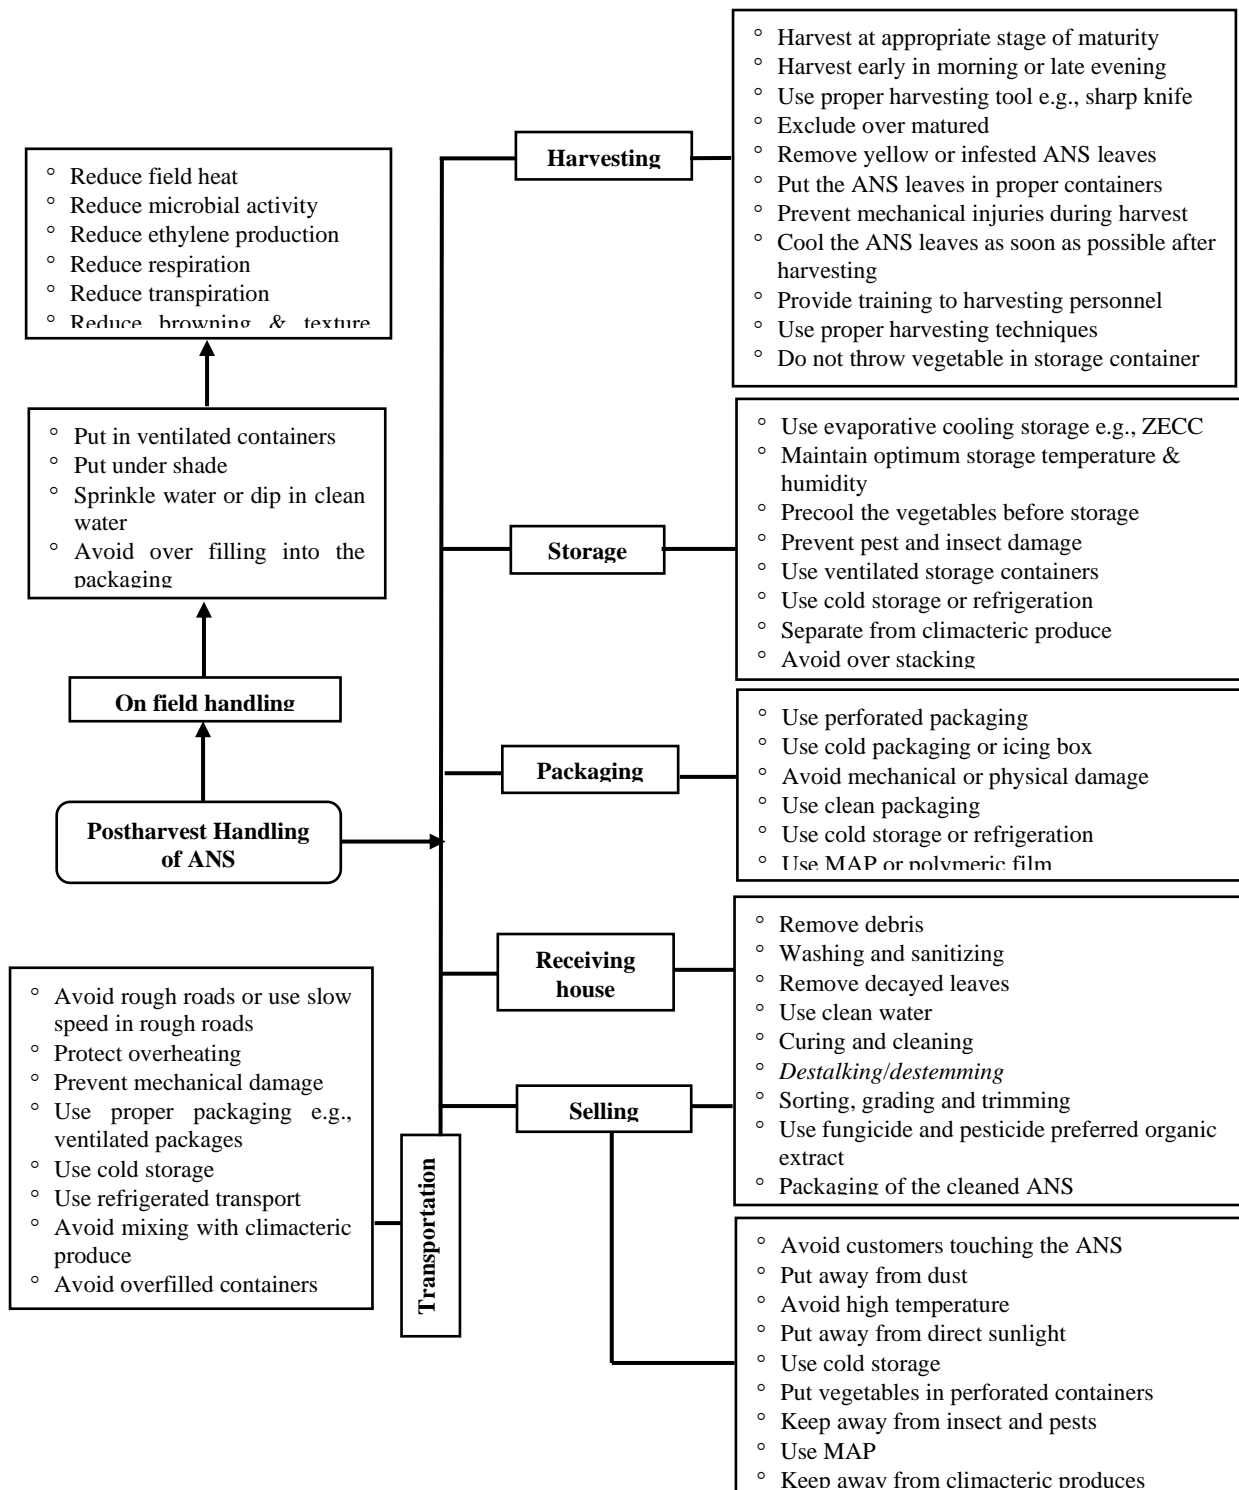 ° Harvest at appropriate stage of maturity
° Harvest early in morning or late evening
° Use proper harvesting tool e.g., sharp knife
° Exclude over matured
° Remove yellow or infested ANS leaves
° Put the ANS leaves in proper containers
° Prevent mechanical injuries during harvest
° Cool the ANS leaves as soon as possible after
harvesting
° Provide training to harvesting personnel
° Use proper harvesting techniques
° Do not throw vegetable in storage container
Harvesting
° Reduce field heat
° Reduce microbial activity
° Reduce ethylene production
° Reduce respiration
° Reduce transpiration
° Reduce browning & texture
° Put in ventilated containers
° Put under shade
° Sprinkle water or dip in clean
water
° Avoid over filling into the
packaging
On field handling
Postharvest Handling
of ANS
Storage
° Use evaporative cooling storage e.g., ZECC
° Maintain optimum storage temperature &
humidity
° Precool the vegetables before storage
° Prevent pest and insect damage
° Use ventilated storage containers
° Use cold storage or refrigeration
° Separate from climacteric produce
° Avoid over stacking
Packaging
° Use perforated packaging
° Use cold packaging or icing box
° Avoid mechanical or physical damage
° Use clean packaging
° Use cold storage or refrigeration
° Use MAP or polymeric film
Receiving
house
° Remove debris
° Washing and sanitizing
° Remove decayed leaves
° Use clean water
° Curing and cleaning
° Destalking/destemming
° Sorting, grading and trimming
° Use fungicide and pesticide preferred organic
extract
° Packaging of the cleaned ANS
Selling
° Avoid customers touching the ANS
° Put away from dust
° Avoid high temperature
° Put away from direct sunlight
° Use cold storage
° Put vegetables in perforated containers
° Keep away from insect and pests
° Use MAP
° Keep away from climacteric produces
Transportation
° Avoid rough roads or use slow
speed in rough roads
° Protect overheating
° Prevent mechanical damage
° Use proper packaging e.g.,
ventilated packages
° Use cold storage
° Use refrigerated transport
° Avoid mixing with climacteric
produce
° Avoid overfilled containers